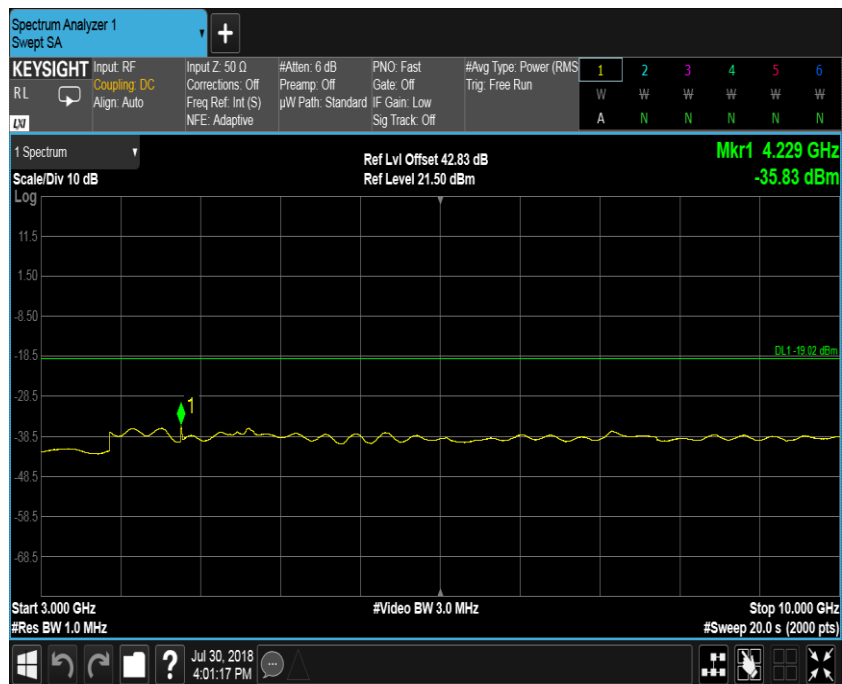 Spectrum Analyzer 1
Swept SA
+
KEYSIGHT
RL
LXI
Input: RF
Coupling: DC
Align: Auto
Input Z: 50 Ω
Corrections: Off
Freq Ref: Int (S)
NFE: Adaptive
#Atten: 6 dB
Preamp: Off
µW Path: Standard
PNO: Fast
Gate: Off
IF Gain: Low
Sig Track: Off
#Avg Type: Power (RMS
Trig: Free Run
1 2 3 4 5 6
W W W W W W
A N N N N N
1 Spectrum
Scale/Div 10 dB
Ref Lvl Offset 42.83 dB
Ref Level 21.50 dBm
Mkr1 4.229 GHz
-35.83 dBm
Log
11.5
1.50
-8.50
-18.5
DL1 -19.02 dBm
-28.5
1
-38.5
-48.5
-58.5
-68.5
Start 3.000 GHz
#Video BW 3.0 MHz
Stop 10.000 GHz
#Res BW 1.0 MHz
#Sweep 20.0 s (2000 pts)
?
Jul 30, 2018
4:01:17 PM